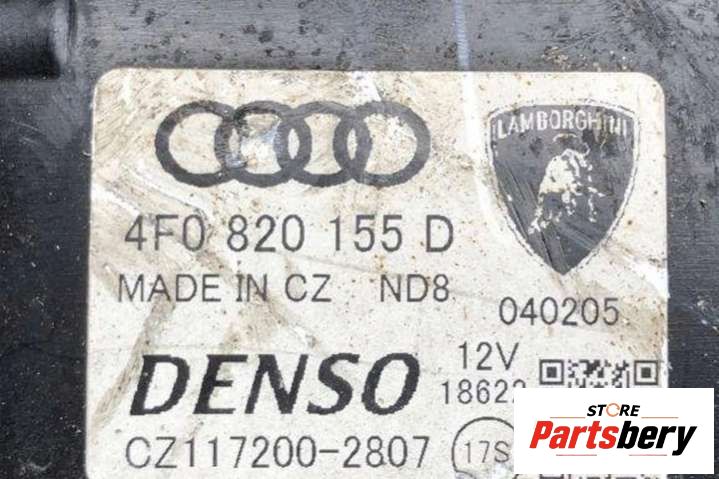 LAMBORGHINI
4F0 820 155 D
MADE IN CZ ND8
040205
DENSO
12V
CZ117200-2807
STORE
Partsbery